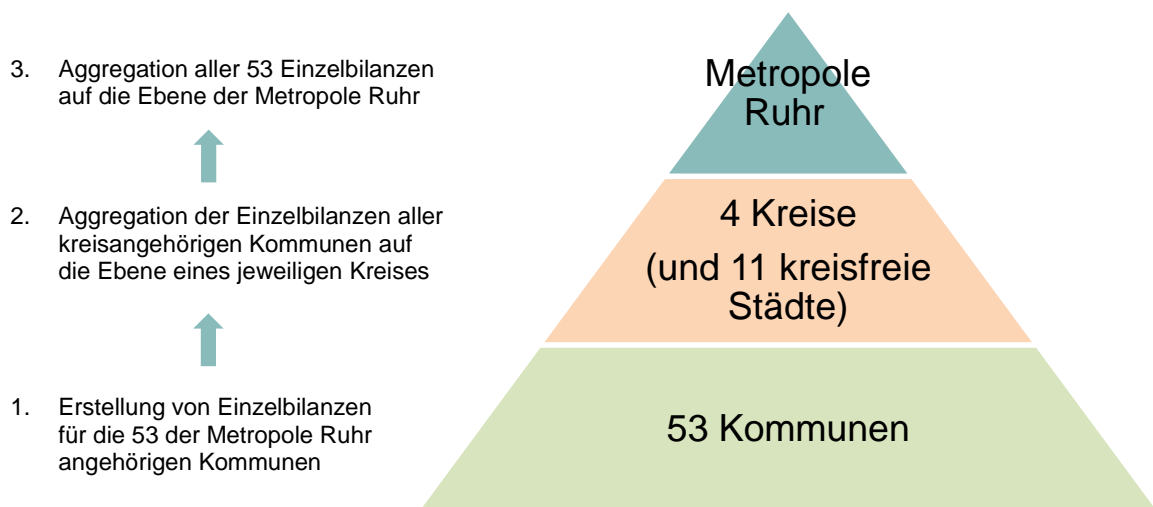 3. Aggregation aller 53 Einzelbilanzen
auf die Ebene der Metropole Ruhr
2. Aggregation der Einzelbilanzen aller
kreisangehörigen Kommunen auf
die Ebene eines jeweiligen Kreises
1. Erstellung von Einzelbilanzen
für die 53 der Metropole Ruhr
angehörigen Kommunen
Metropole
Ruhr
4 Kreise
(und 11 kreisfreie
Städte)
53 Kommunen